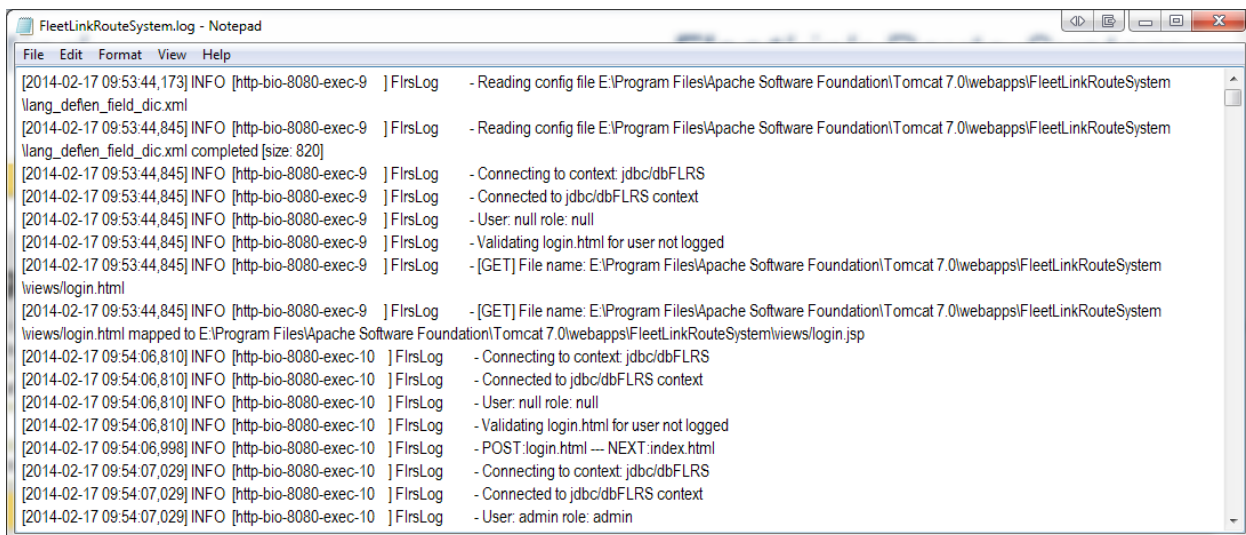 FleetLinkRouteSystem.log - Notepad
File Edit Format View Help
[2014-02-17 09:53:44,173] INFO [http-bio-8080-exec-9 ] FlrsLog - Reading config file E:\Program Files\Apache Software Foundation\Tomcat 7.0\webapps\FleetLinkRouteSystem
\lang_def\en_field_dic.xml
[2014-02-17 09:53:44,845] INFO [http-bio-8080-exec-9 ] FlrsLog - Reading config file E:\Program Files\Apache Software Foundation\Tomcat 7.0\webapps\FleetLinkRouteSystem
\lang_def\en_field_dic.xml completed [size: 820]
[2014-02-17 09:53:44,845] INFO [http-bio-8080-exec-9 ] FlrsLog - Connecting to context: jdbc/dbFLRS
[2014-02-17 09:53:44,845] INFO [http-bio-8080-exec-9 ] FlrsLog - Connected to jdbc/dbFLRS context
[2014-02-17 09:53:44,845] INFO [http-bio-8080-exec-9 ] FlrsLog - User: null role: null
[2014-02-17 09:53:44,845] INFO [http-bio-8080-exec-9 ] FlrsLog - Validating login.html for user not logged
[2014-02-17 09:53:44,845] INFO [http-bio-8080-exec-9 ] FlrsLog - [GET] File name: E:\Program Files\Apache Software Foundation\Tomcat 7.0\webapps\FleetLinkRouteSystem
\views/login.html
[2014-02-17 09:53:44,845] INFO [http-bio-8080-exec-9 ] FlrsLog - [GET] File name: E:\Program Files\Apache Software Foundation\Tomcat 7.0\webapps\FleetLinkRouteSystem
\views/login.html mapped to E:\Program Files\Apache Software Foundation\Tomcat 7.0\webapps\FleetLinkRouteSystem\views/login.jsp
[2014-02-17 09:54:06,810] INFO [http-bio-8080-exec-10 ] FlrsLog - Connecting to context: jdbc/dbFLRS
[2014-02-17 09:54:06,810] INFO [http-bio-8080-exec-10 ] FlrsLog - Connected to jdbc/dbFLRS context
[2014-02-17 09:54:06,810] INFO [http-bio-8080-exec-10 ] FlrsLog - User: null role: null
[2014-02-17 09:54:06,810] INFO [http-bio-8080-exec-10 ] FlrsLog - Validating login.html for user not logged
[2014-02-17 09:54:06,998] INFO [http-bio-8080-exec-10 ] FlrsLog - POST:login.html --- NEXT:index.html
[2014-02-17 09:54:07,029] INFO [http-bio-8080-exec-10 ] FlrsLog - Connecting to context: jdbc/dbFLRS
[2014-02-17 09:54:07,029] INFO [http-bio-8080-exec-10 ] FlrsLog - Connected to jdbc/dbFLRS context
[2014-02-17 09:54:07,029] INFO [http-bio-8080-exec-10 ] FlrsLog - User: admin role: admin